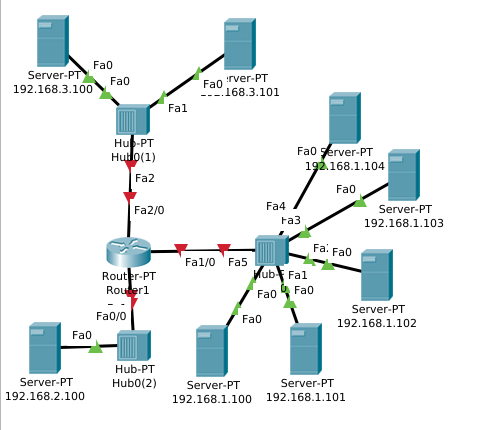 Fa0
Server-PT
192.168.3.100
Fa0
Fa0
rver-PT
.168.3.101
Fa1
Hub-PT
Hub0(1)
Fa2
Fa2/0
Fa0
Server-PT
192.168.1.104
Fa0
Server-PT
192.168.1.103
Fa4
Fa3
Router-PT
Router1
Fa1/0
Fa5
Hub-
Fa0
Server-PT
192.168.1.102
Fa1
Fa0
Fa0
Fa0
Server-PT
192.168.1.100
Server-PT
192.168.1.101
Fa0/0
Fa0
Hub-PT
Hub0(2)
Server-PT
192.168.2.100